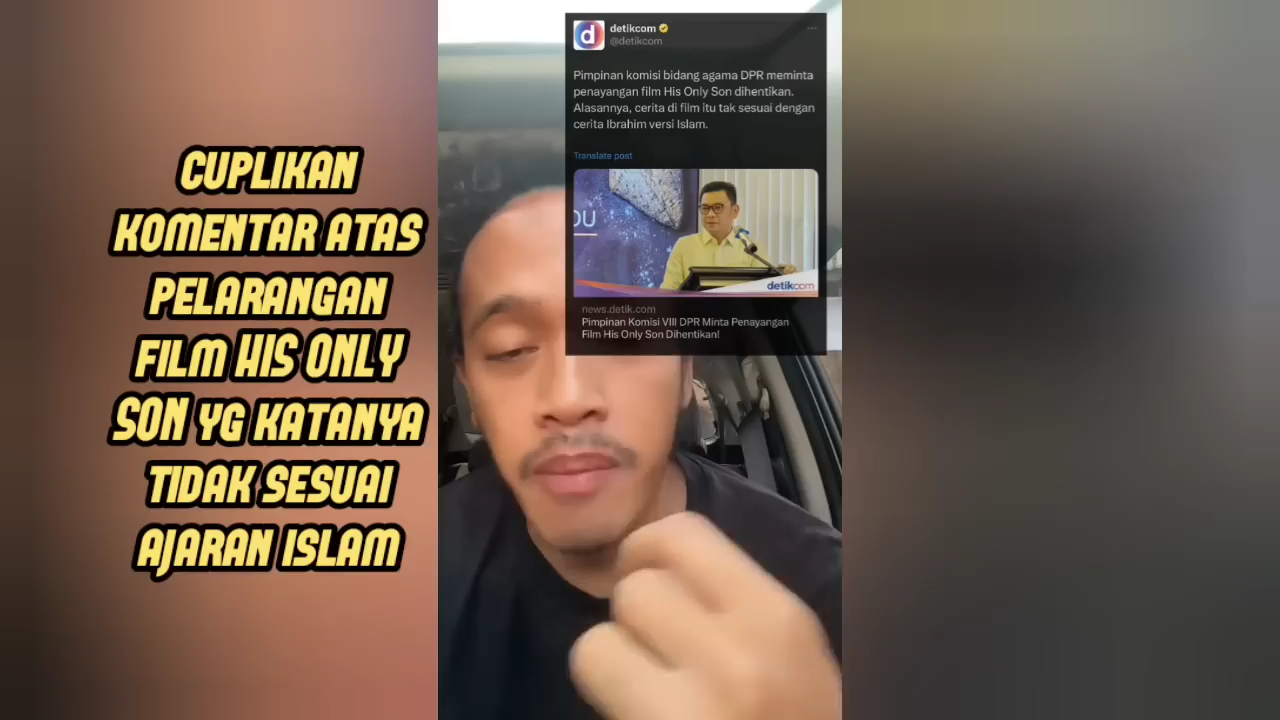 CUPLIKAN
KOMENTAR ATAS
PELARANGAN
FILM HIS ONLY
SON YG KATANYA
TIDAK SESUAI
AJARAN ISLAM
d detikcom
@detikcom
Pimpinan komisi bidang agama DPR meminta
penayangan film His Only Son dihentikan.
Alasannya, cerita di film itu tak sesuai dengan
cerita Ibrahim versi Islam.
Translate post
DU
detikcom
news.detik.com
Pimpinan Komisi VIII DPR Minta Penayangan
Film His Only Son Dihentikan!